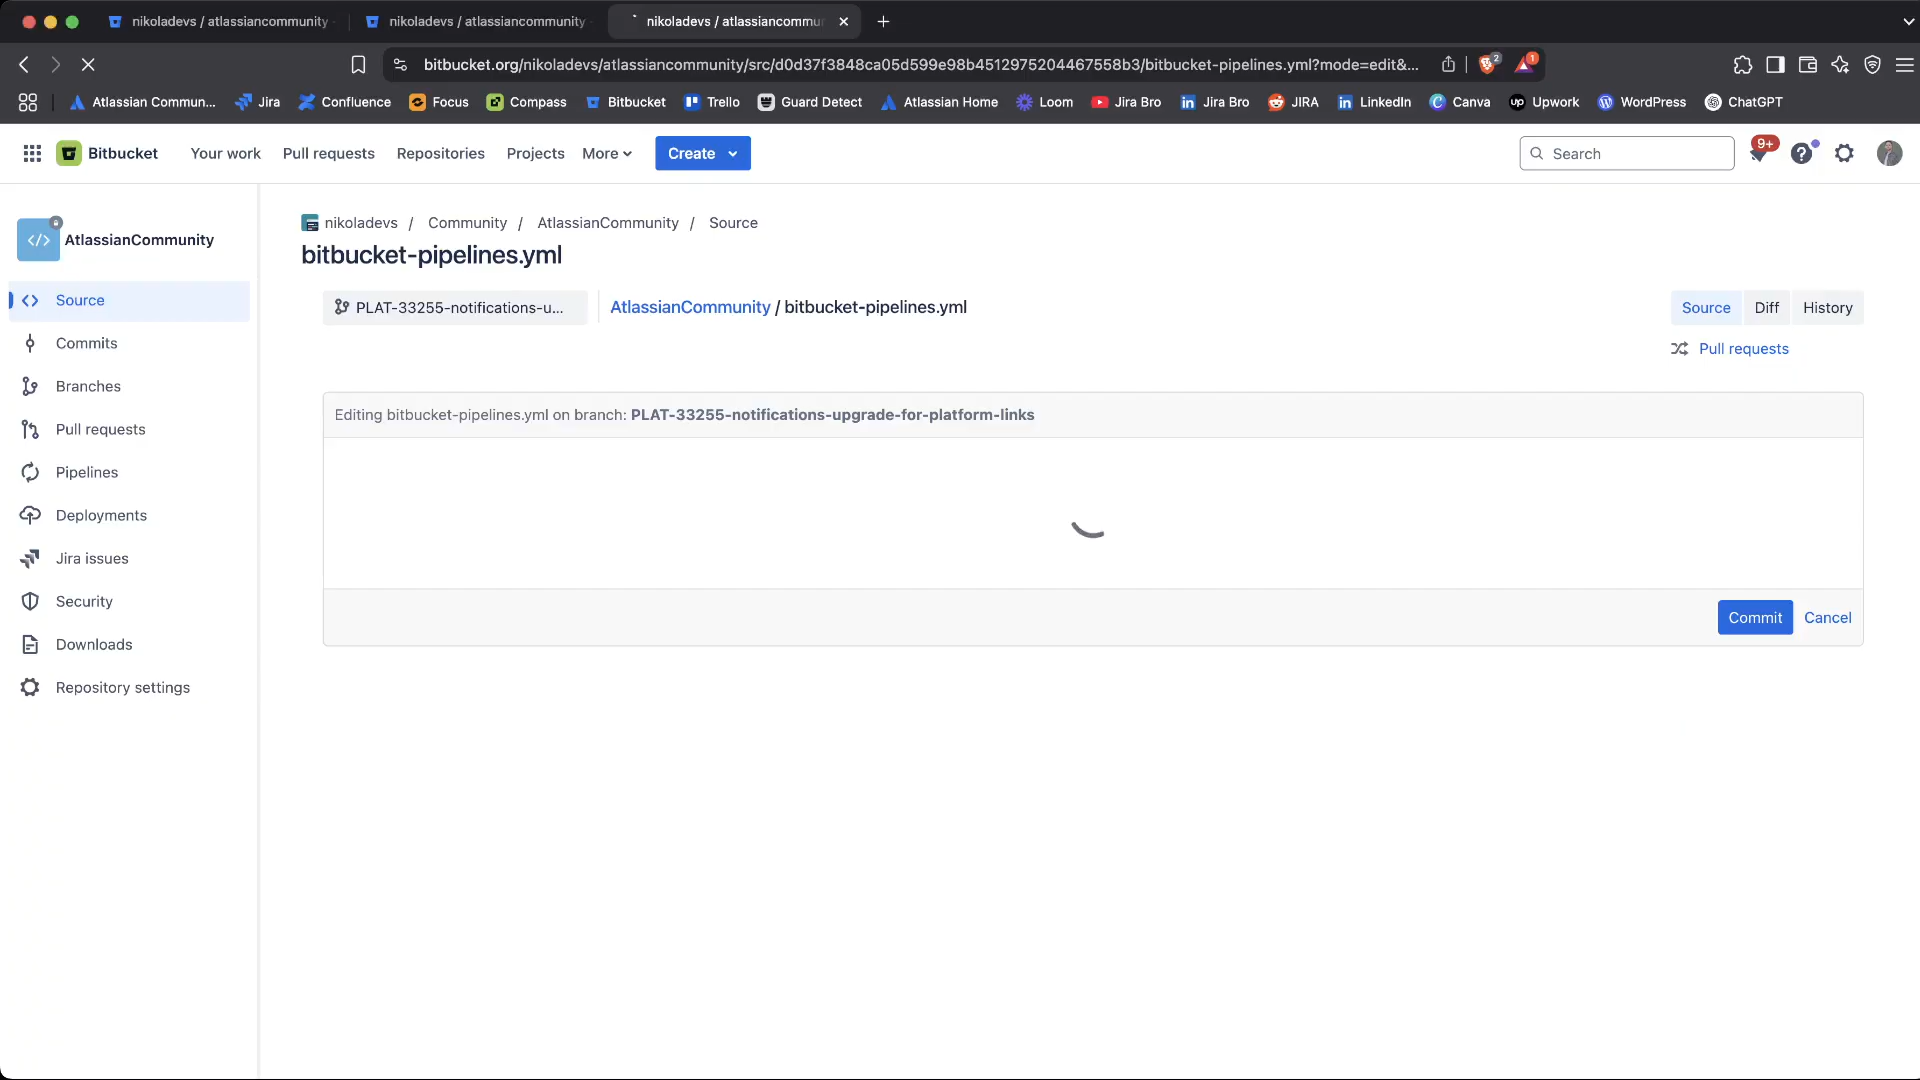 nikoladevs / atlassiancommunity
nikoladevs / atlassiancommunity
nikoladevs / atlassiancommu
bitbucket.org/nikoladevs/atlassiancommunity/src/d0d37f3848ca05d599e98b4512975204467558b3/bitbucket-pipelines.yml?mode=edit&...
2
1
Atlassian Commun...
Jira
Confluence
Focus
Compass
Bitbucket
Trello
Guard Detect
Atlassian Home
Loom
Jira Bro
Jira Bro
JIRA
LinkedIn
Canva
Upwork
WordPress
ChatGPT
Bitbucket
Your work
Pull requests
Repositories
Projects
More
Create
Search
9+
AtlassianCommunity
Source
Commits
Branches
Pull requests
Pipelines
Deployments
Jira issues
Security
Downloads
Repository settings
nikoladevs / Community / AtlassianCommunity / Source
bitbucket-pipelines.yml
PLAT-33255-notifications-u...
AtlassianCommunity / bitbucket-pipelines.yml
Source
Diff
History
Pull requests
Editing bitbucket-pipelines.yml on branch: PLAT-33255-notifications-upgrade-for-platform-links
Commit
Cancel